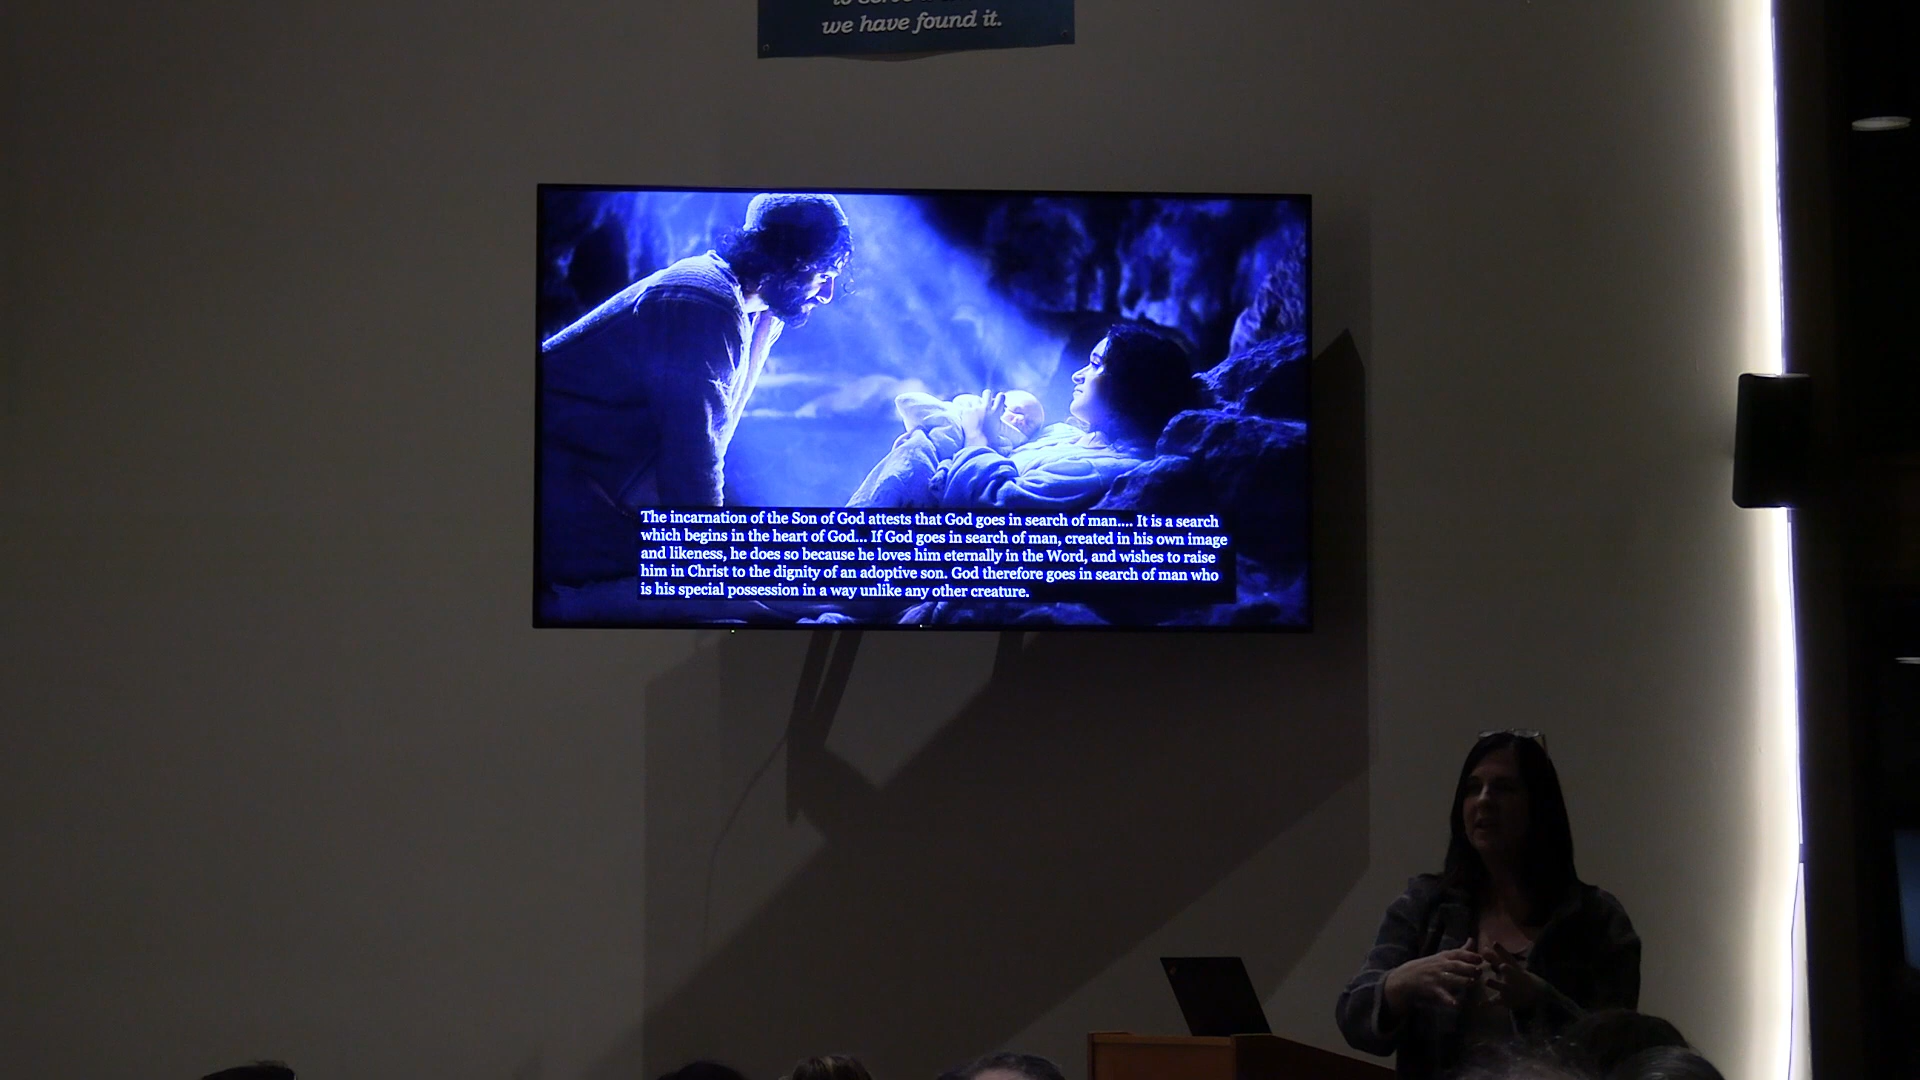 we have found it.
The incarnation of the Son of God attests that God goes in search of man.... It is a search
which begins in the heart of God... If God goes in search of man, created in his own image
and likeness, he does so because he loves him eternally in the Word, and wishes to raise
him in Christ to the dignity of an adoptive son. God therefore goes in search of man who
is his special possession in a way unlike any other creature.